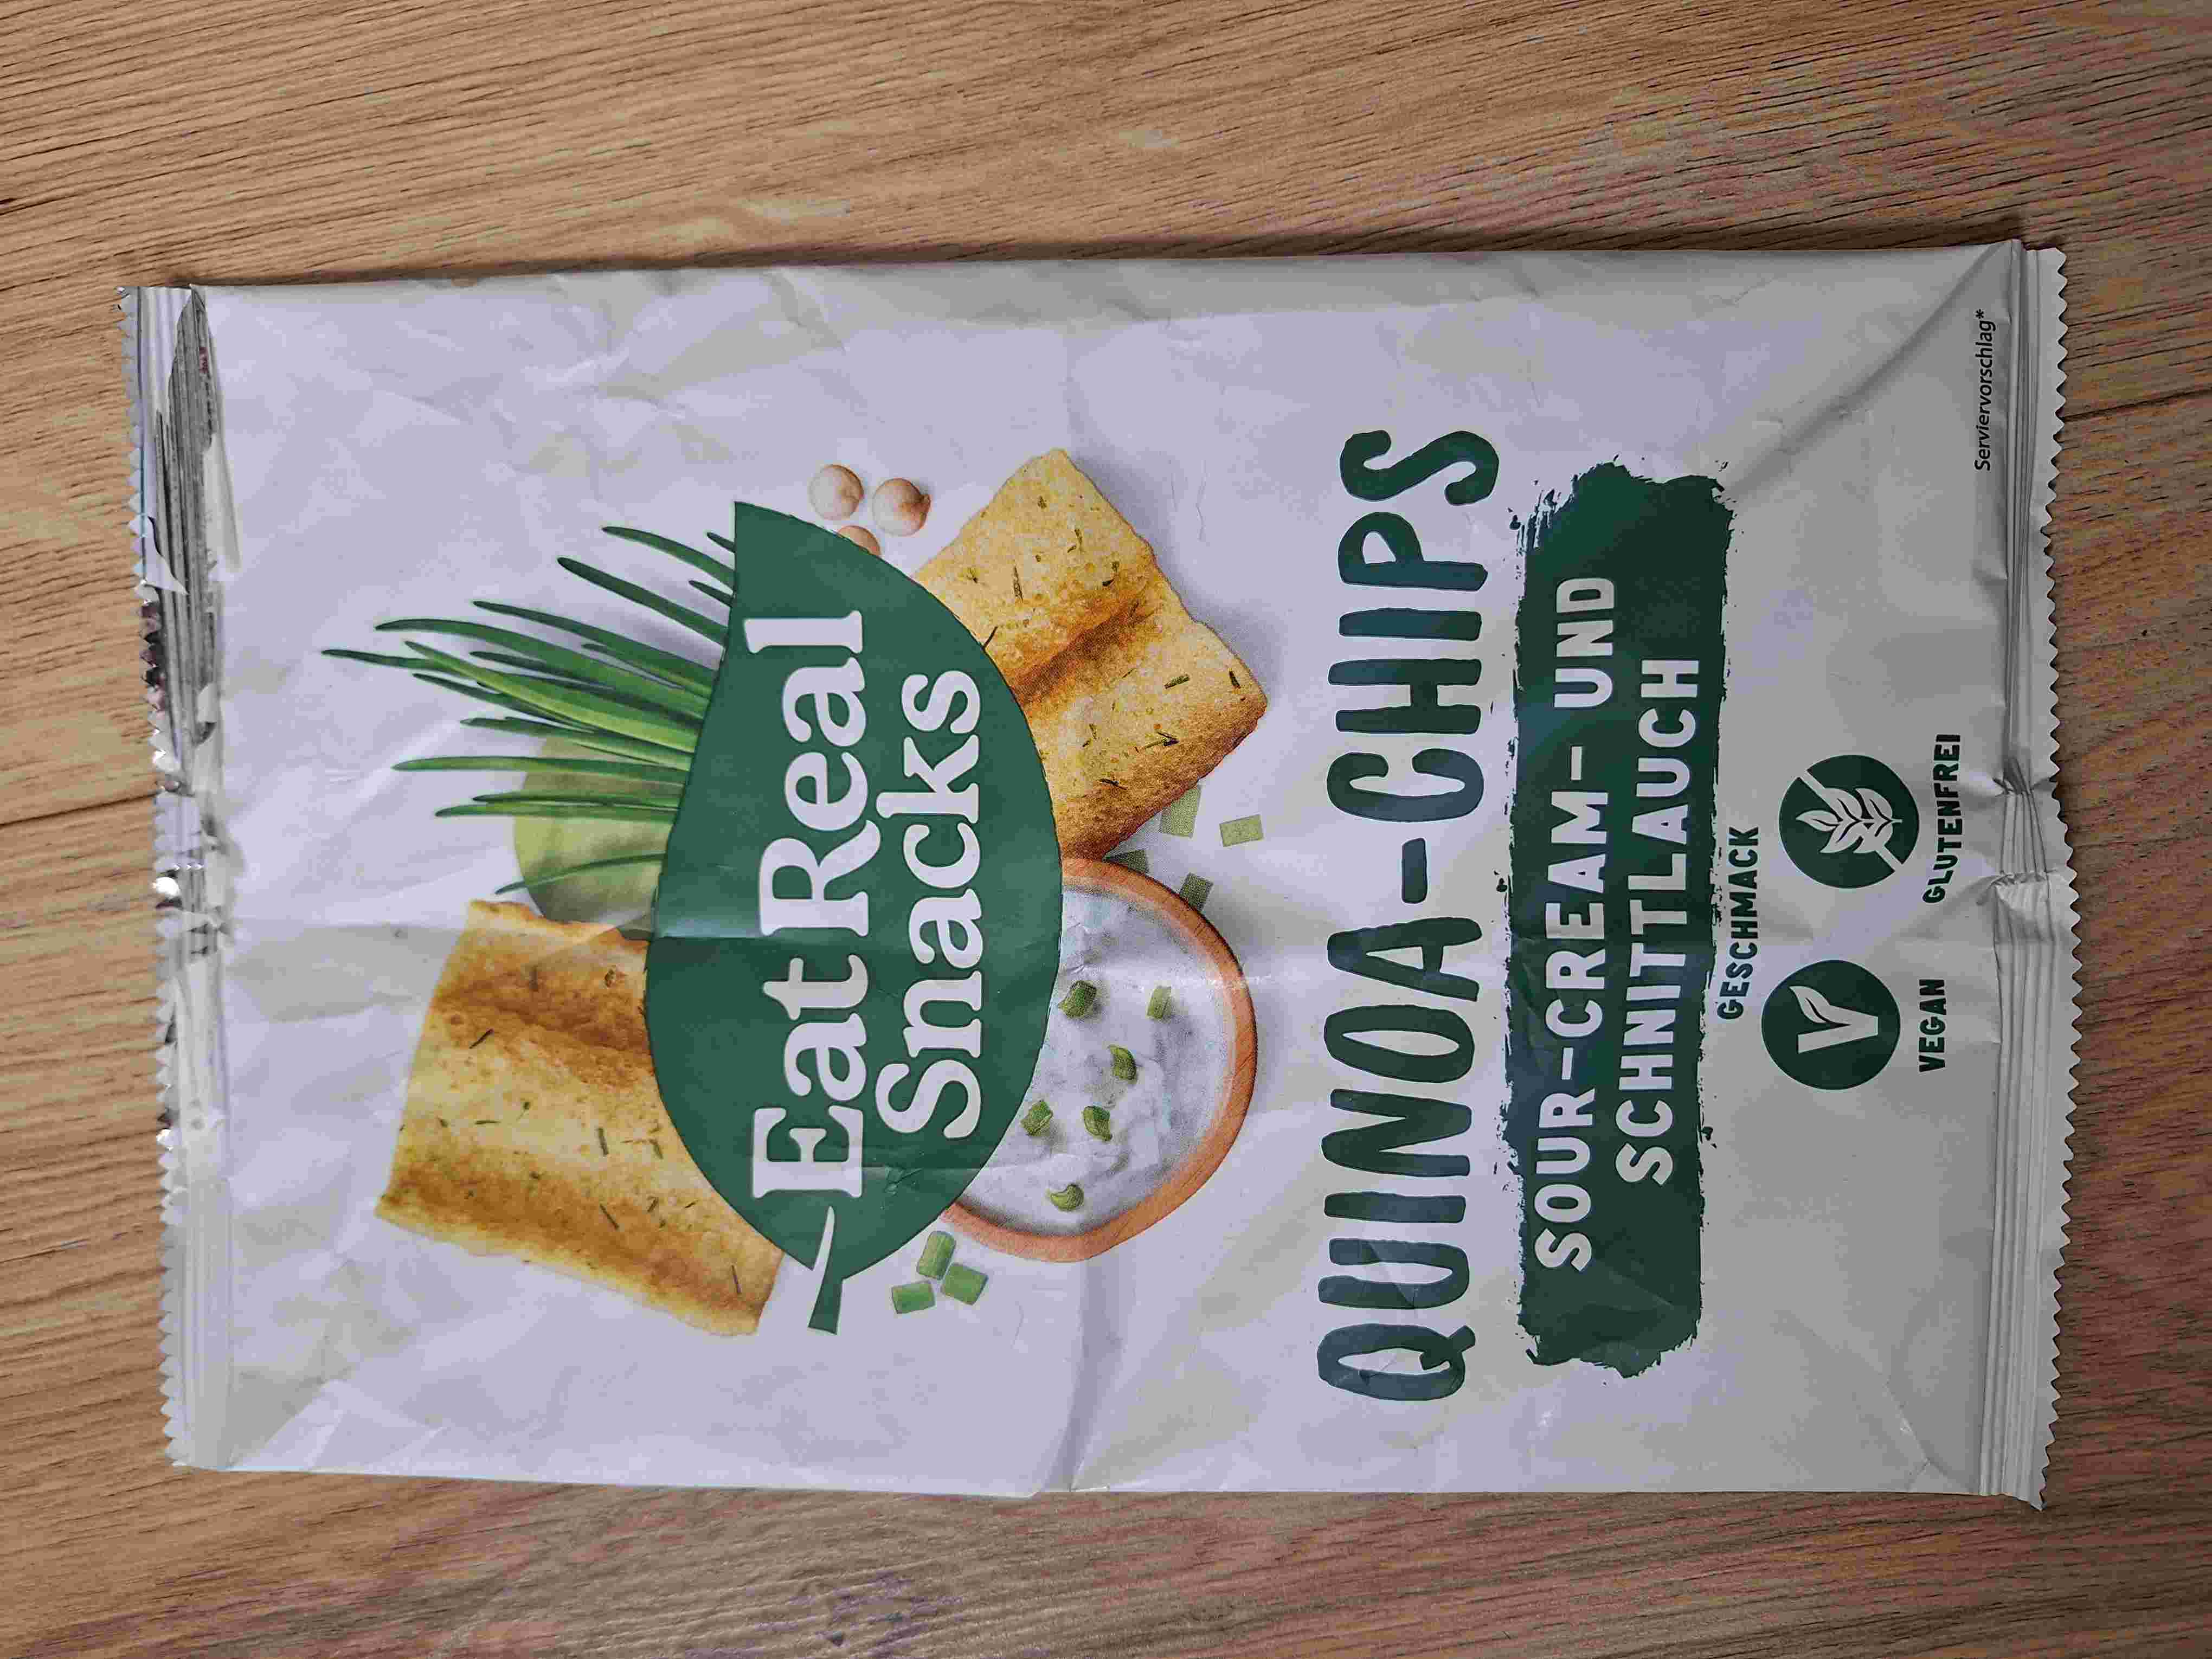 Eat Real
Snacks
QUINOA-CHIPS
SOUR-CREAM- UND
SCHNITTLAUCH
GESCHMACK
VEGAN
GLUTENFREI
Serviervorschlag*